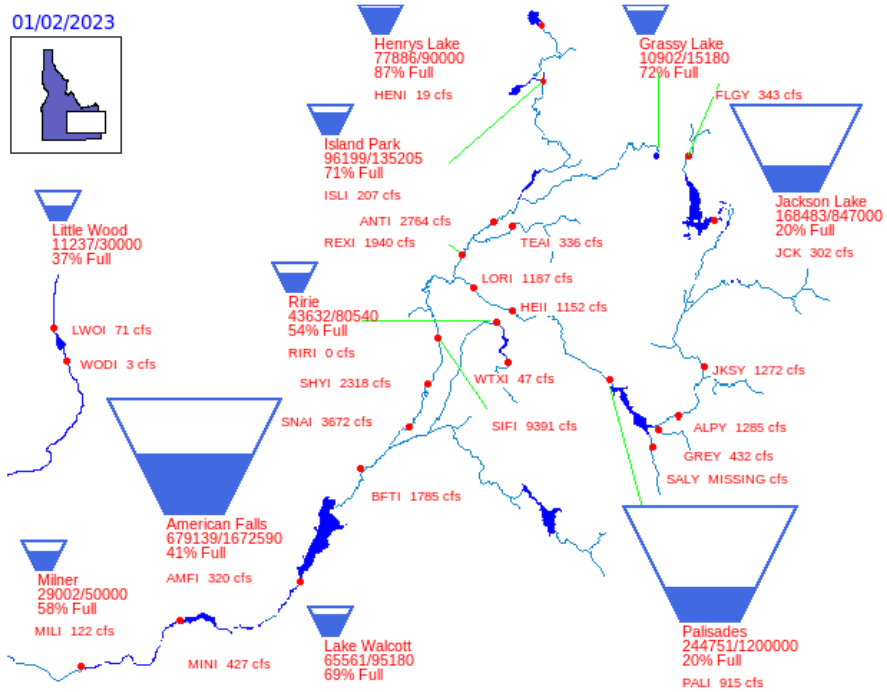 01/02/2023
Henrys Lake
77886/90000
87% Full
HENI 19 cfs
Grassy Lake
10902/15180
72% Full
FLGY 343 cfs
Island Park
96199/135205
71% Full
ISLI 207 cfs
Jackson Lake
168483/847000
20% Full
JCK 302 cfs
Little Wood
11237/30000
37% Full
ANTI 2764 cfs
REXI 1940 cfs
TEAI 336 cfs
LORI 1187 cfs
HEII 1152 cfs
Ririe
43632/80540
54% Full
RIRI 0 cfs
LWOI 71 cfs
WODI 3 cfs
SHYI 2318 cfs
WTXI 47 cfs
JKSY 1272 cfs
SNAI 3672 cfs
SIFI 9391 cfs
ALPY 1285 cfs
GREY 432 cfs
SALY MISSING cfs
BFTI 1785 cfs
American Falls
679139/1672590
41% Full
AMFI 320 cfs
Milner
29002/50000
58% Full
MILI 122 cfs
MINI 427 cfs
Lake Walcott
65561/95180
69% Full
Palisades
244751/1200000
20% Full
PALI 915 cfs